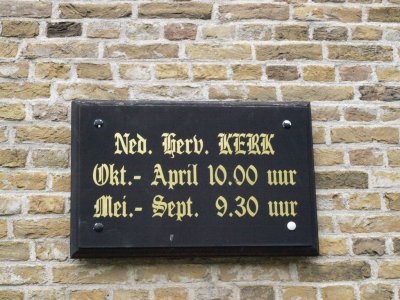 Ned. Herv. KERK
Okt.- April 10.00 uur
Mei.- Sept. 9.30 uur